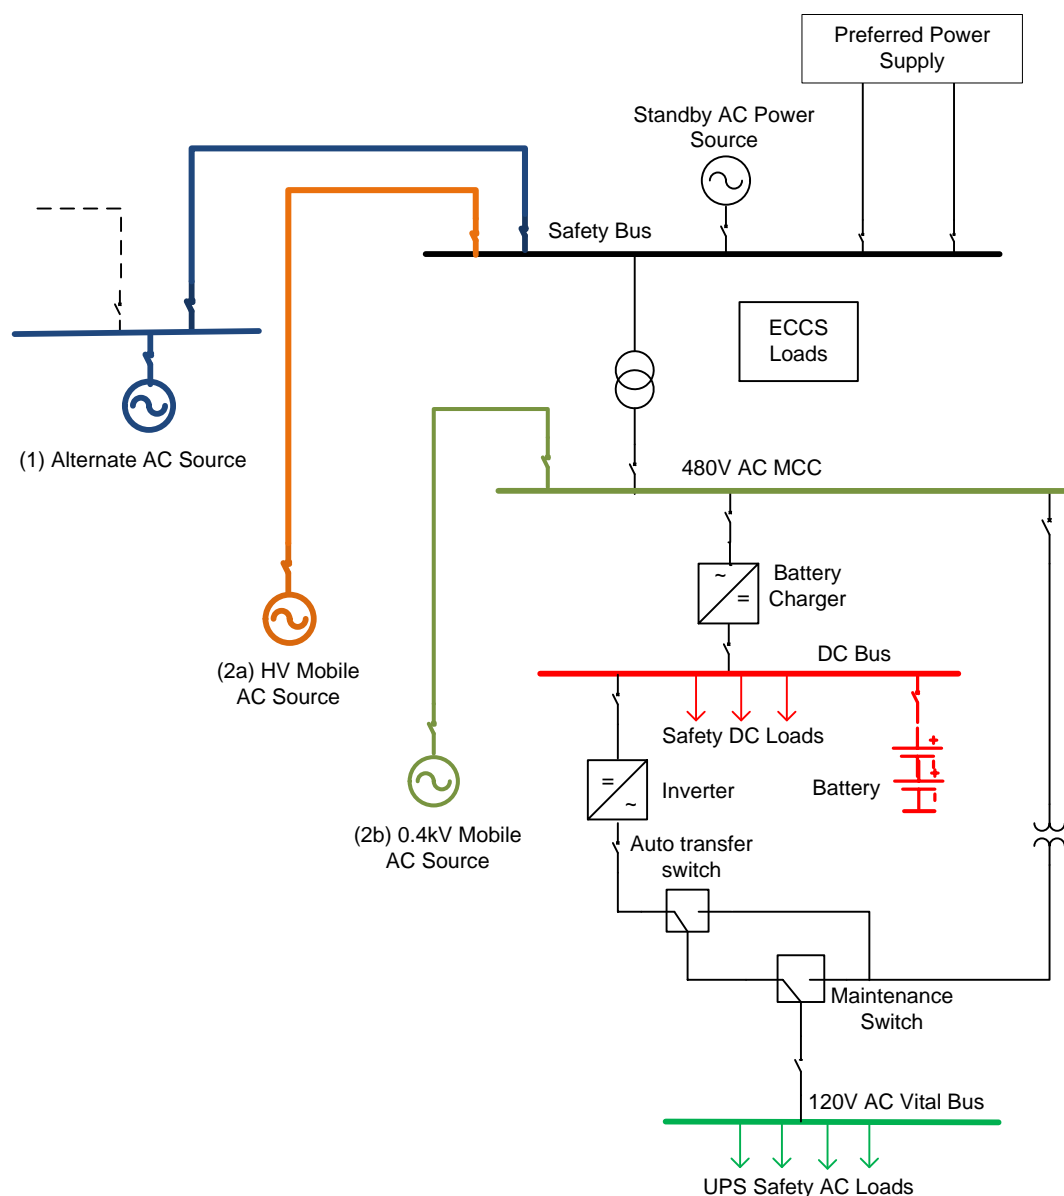 Preferred Power
Supply
Standby AC Power
Source
Safety Bus
ECCS
Loads
(1) Alternate AC Source
480V AC MCC
~
=
Battery
Charger
(2a) HV Mobile
AC Source
DC Bus
Safety DC Loads
+
+
=
~
Inverter
Battery
(2b) 0.4kV Mobile
AC Source
Auto transfer
switch
Maintenance
Switch
120V AC Vital Bus
UPS Safety AC Loads